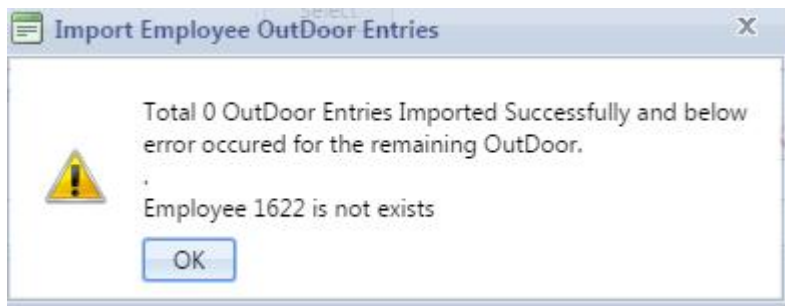 Select
Import Employee OutDoor Entries
Total 0 OutDoor Entries Imported Successfully and below
error occured for the remaining OutDoor.
.
Employee 1622 is not exists
OK